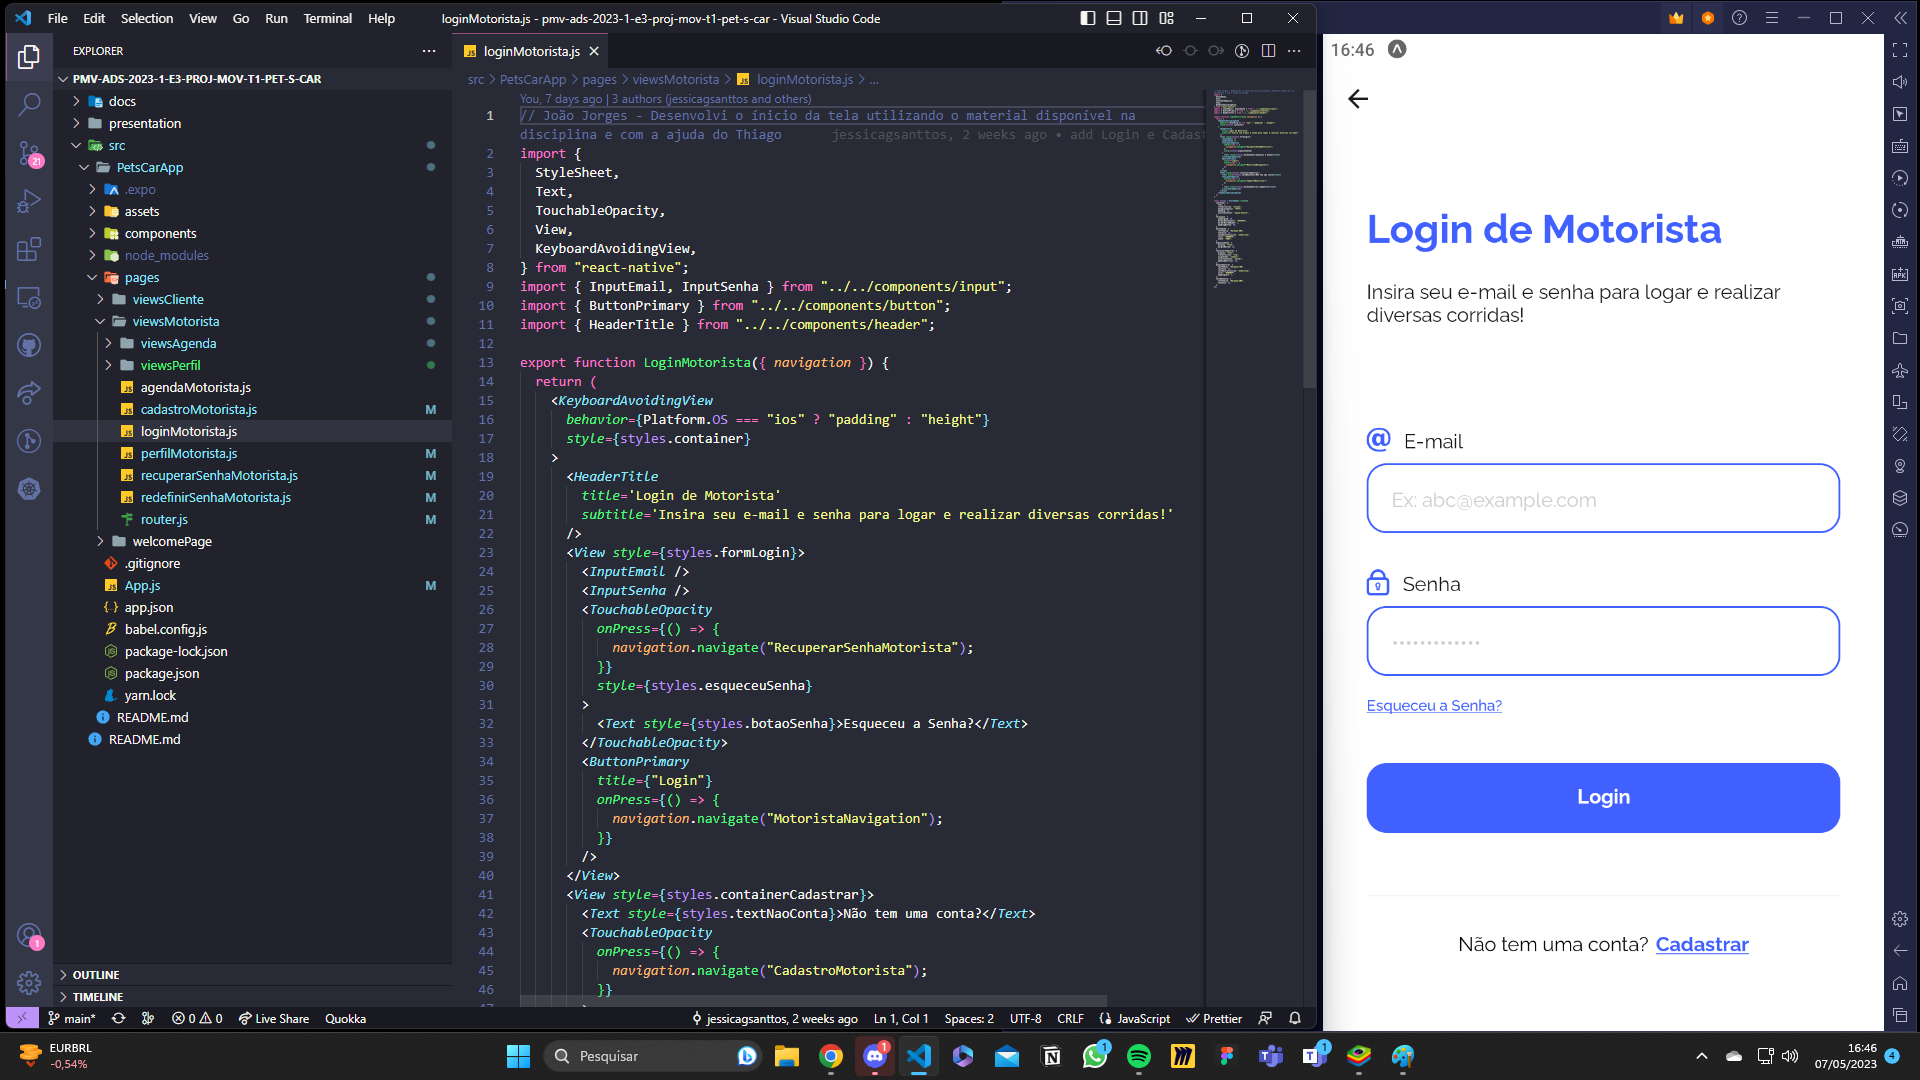 File Edit Selection View Go Run Terminal Help
loginMotorista.js - pmv-ads-2023-1-e3-proj-mov-t1-pet-s-car - Visual Studio Code
EXPLORER
PMV-ADS-2023-1-E3-PROJ-MOV-T1-PET-S-CAR
docs
presentation
src
PetsCarApp
.expo
assets
components
node_modules
pages
viewsCliente
viewsMotorista
viewsAgenda
viewsPerfil
agendaMotorista.js
cadastroMotorista.js M
loginMotorista.js
perfilMotorista.js M
recuperarSenhaMotorista.js M
redefinirSenhaMotorista.js M
router.js M
welcomePage
.gitignore
App.js M
app.json
babel.config.js
package-lock.json
package.json
yarn.lock
README.md
README.md
OUTLINE
TIMELINE
21
1
JS loginMotorista.js
src > PetsCarApp > pages > viewsMotorista > JS loginMotorista.js > ...
You, 7 days ago | 3 authors (jessicagsanttos and others)
1 // João Jorges - Desenvolvi o ínicio da tela utilizando o material disponível na
disciplina e com a ajuda do Thiago jessicagsanttos, 2 weeks ago • add Login e Cadast
2 import {
3 StyleSheet,
4 Text,
5 TouchableOpacity,
6 View,
7 KeyboardAvoidingView,
8 } from "react-native";
9 import { InputEmail, InputSenha } from "../../components/input";
10 import { ButtonPrimary } from "../../components/button";
11 import { HeaderTitle } from "../../components/header";
12
13 export function LoginMotorista({ navigation }) {
14 return (
15 <KeyboardAvoidingView
16 behavior={Platform.OS === "ios" ? "padding" : "height"}
17 style={styles.container}
18 >
19 <HeaderTitle
20 title='Login de Motorista'
21 subtitle='Insira seu e-mail e senha para logar e realizar diversas corridas!'
22 />
23 <View style={styles.formLogin}>
24 <InputEmail />
25 <InputSenha />
26 <TouchableOpacity
27 onPress={() => {
28 navigation.navigate("RecuperarSenhaMotorista");
29 }}
30 style={styles.esqueceuSenha}
31 >
32 <Text style={styles.botaoSenha}>Esqueceu a Senha?</Text>
33 </TouchableOpacity>
34 <ButtonPrimary
35 title={"Login"}
36 onPress={() => {
37 navigation.navigate("MotoristaNavigation");
38 }}
39 />
40 </View>
41 <View style={styles.containerCadastrar}>
42 <Text style={styles.textNaoConta}>Não tem uma conta?</Text>
43 <TouchableOpacity
44 onPress={() => {
45 navigation.navigate("CadastroMotorista");
46 }}
main* 0 0 Live Share Quokka
jessicagsanttos, 2 weeks ago Ln 1, Col 1 Spaces: 2 UTF-8 CRLF JavaScript Prettier
16:46
Login de Motorista
Insira seu e-mail e senha para logar e realizar
diversas corridas!
@ E-mail
Ex: abc@example.com
Senha
Esqueceu a Senha?
Login
Não tem uma conta? Cadastrar
EURBRL
-0,54%
Pesquisar
1
1
1
16:46
07/05/2023
4